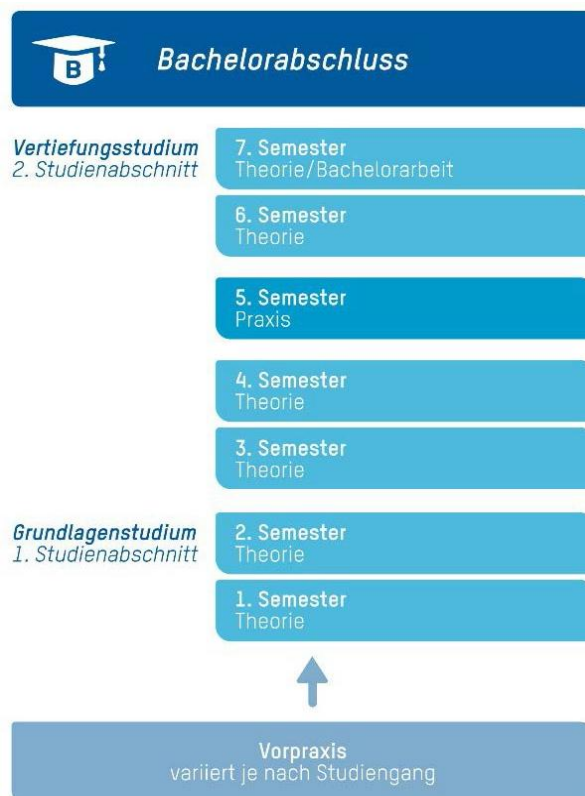 B
Bachelorabschluss
Vertiefungsstudium
2. Studienabschnitt
7. Semester
Theorie/Bachelorarbeit
6. Semester
Theorie
5. Semester
Praxis
4. Semester
Theorie
3. Semester
Theorie
Grundlagenstudium
1. Studienabschnitt
2. Semester
Theorie
1. Semester
Theorie
Vorpraxis
variiert je nach Studiengang